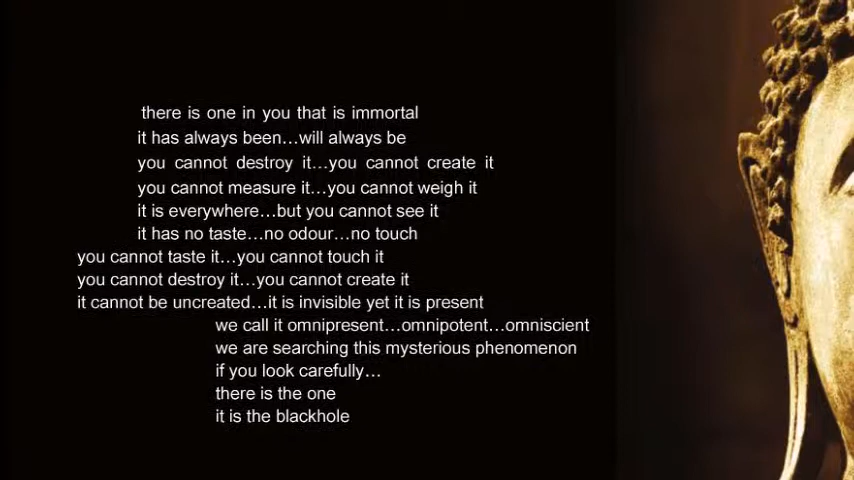 there is one in you that is immortal
it has always been...will always be
you cannot destroy it...you cannot create it
you cannot measure it...you cannot weigh it
it is everywhere...but you cannot see it
it has no taste...no odour...no touch
you cannot taste it...you cannot touch it
you cannot destroy it...you cannot create it
it cannot be uncreated...it is invisible yet it is present
we call it omnipresent...omnipotent...omniscient
we are searching this mysterious phenomenon
if you look carefully...
there is the one
it is the blackhole